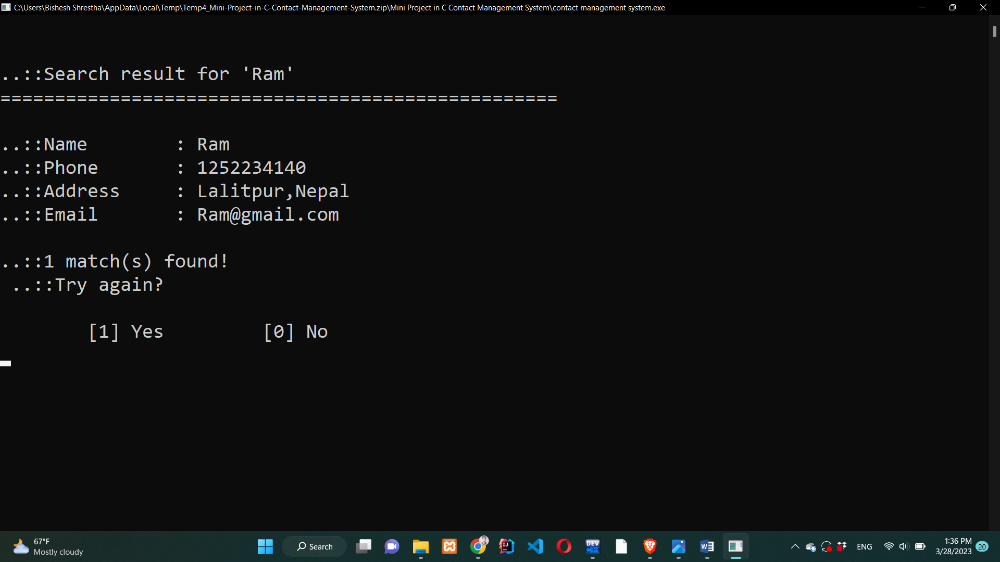 C:\Users\Bishesh Shrestha\AppData\Local\Temp\Temp4_Mini-Project-in-C-Contact-Management-System.zip\Mini Project in C Contact Management System\contact management system.exe
..::Search result for 'Ram'
===================================================
..::Name        : Ram
..::Phone       : 1252234140
..::Address     : Lalitpur,Nepal
..::Email       : Ram@gmail.com
..::1 match(s) found!
 ..::Try again?
        [1] Yes         [0] No
67°F
Mostly cloudy
Search
IJ
DEV
C++
W
ENG
1:36 PM
3/28/2023
20